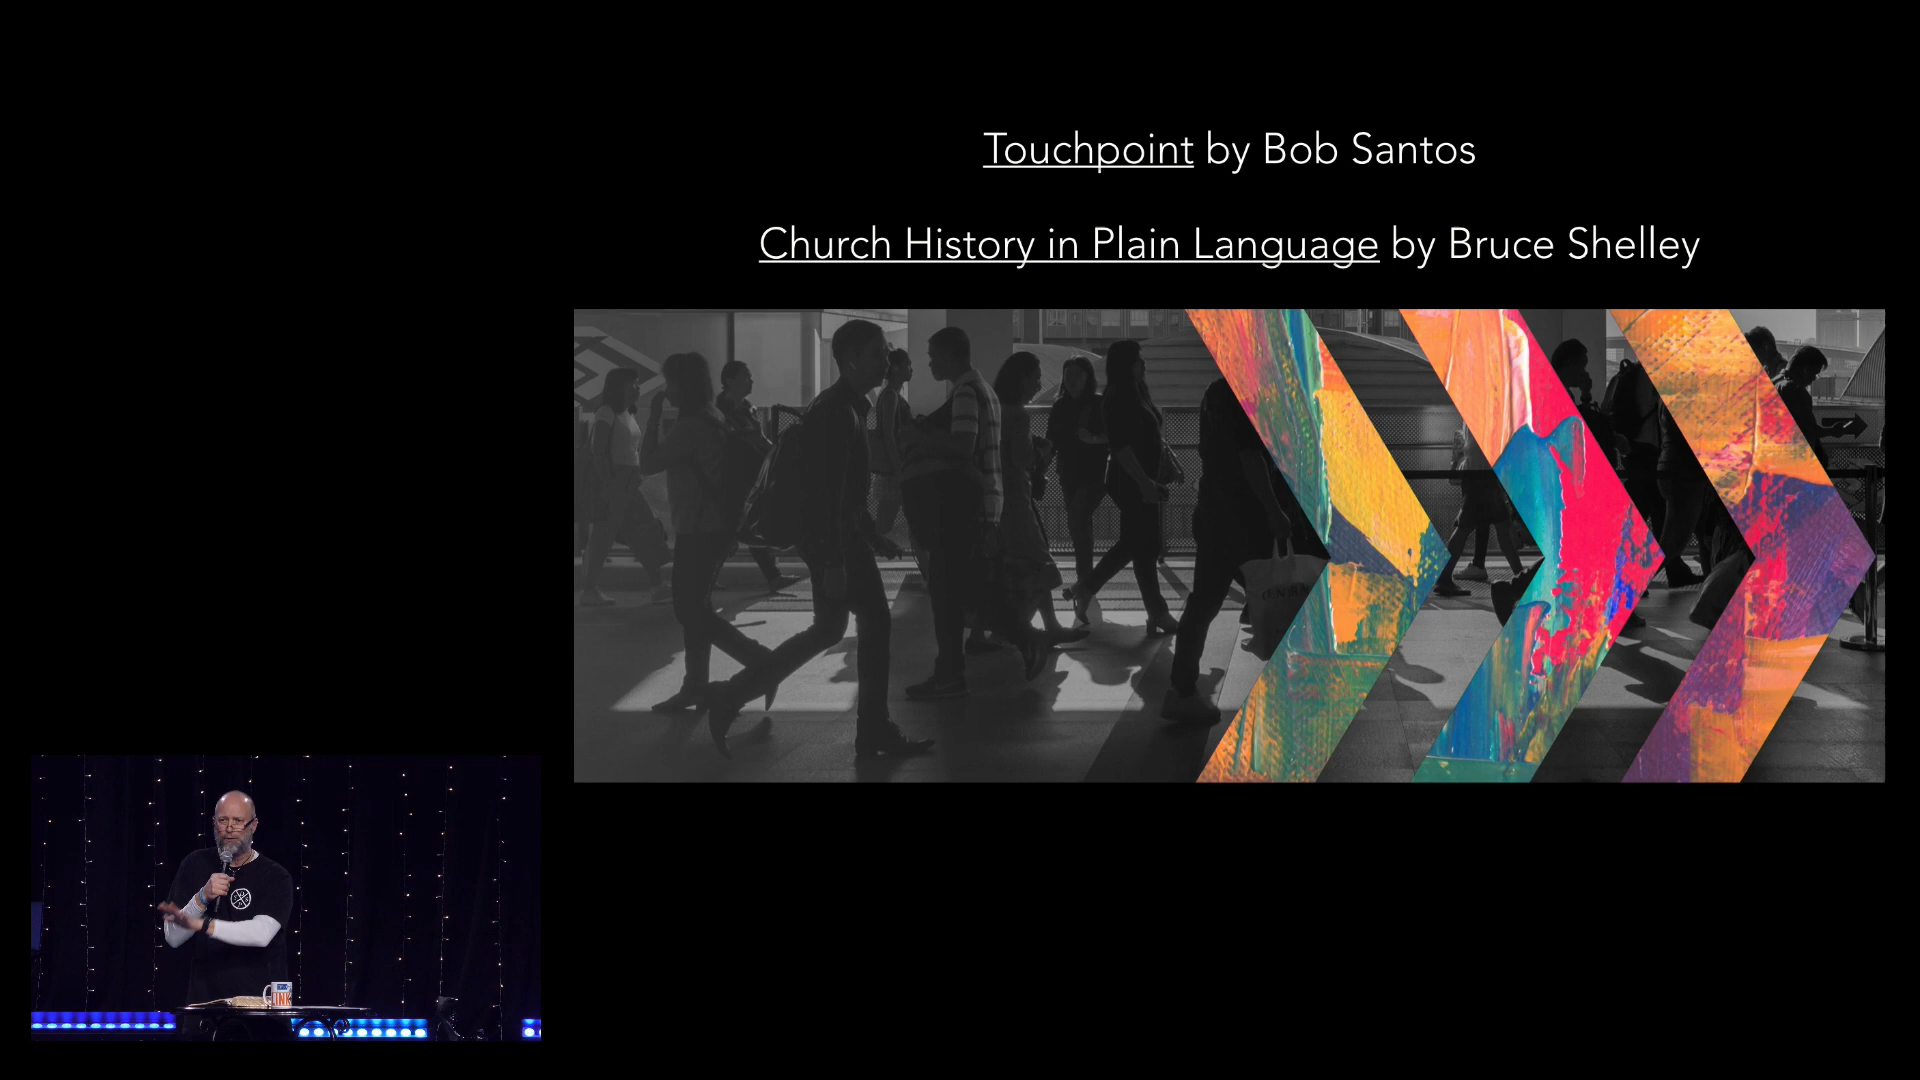 Touchpoint by Bob Santos
Church History in Plain Language by Bruce Shelley